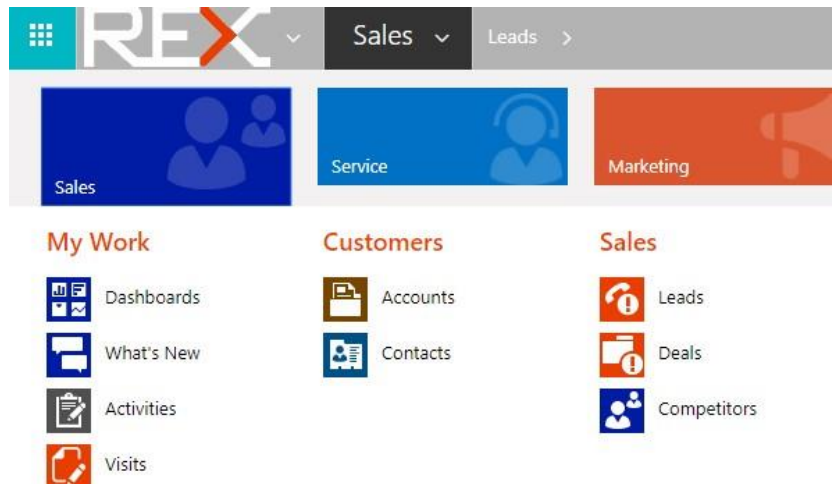 REX Sales Leads
Sales
Service
Marketing
My Work
Dashboards
What's New
Activities
Visits
Customers
Accounts
Contacts
Sales
Leads
Deals
Competitors